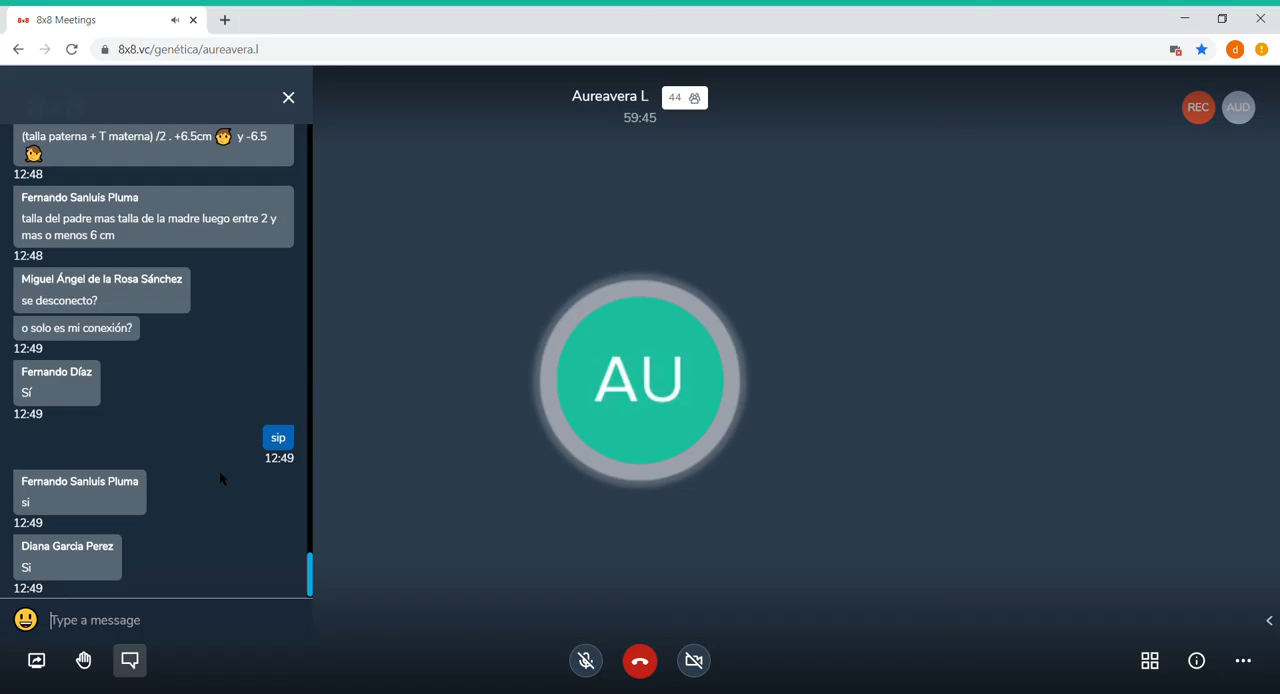 8x8 8x8 Meetings
8x8.vc/genética/aureavera.l
d
Aureavera L 44
59:45
REC AUD
(talla paterna + T materna) /2 . +6.5cm y -6.5
12:48
Fernando Sanluis Pluma
talla del padre mas talla de la madre luego entre 2 y
mas o menos 6 cm
12:48
Miguel Ángel de la Rosa Sánchez
se desconecto?
o solo es mi conexión?
12:49
Fernando Díaz
Sí
12:49
sip
12:49
Fernando Sanluis Pluma
si
12:49
Diana Garcia Perez
Si
12:49
Type a message
AU